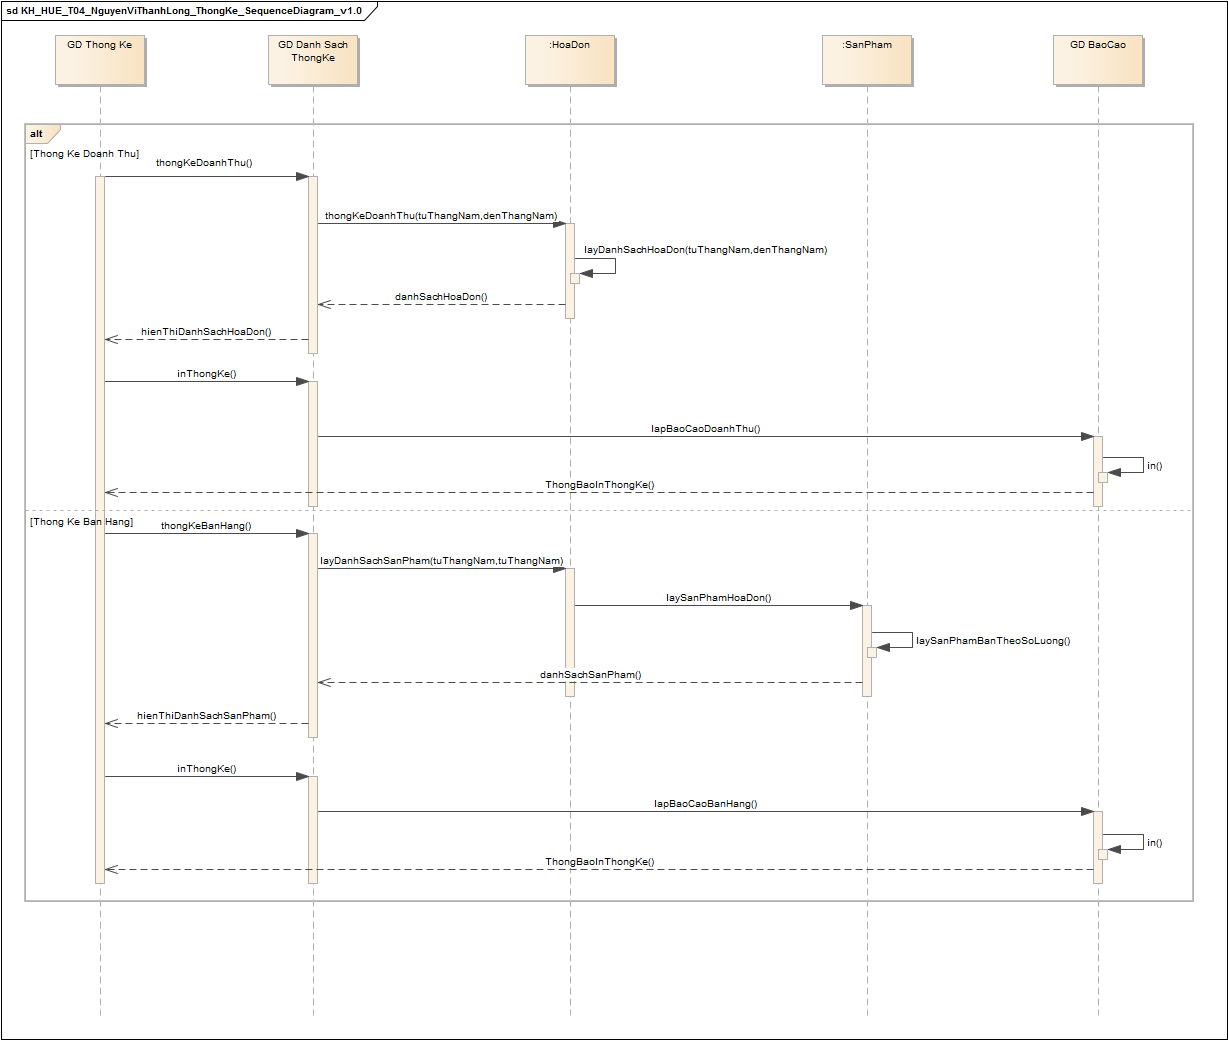 sd KH_HUE_T04_NguyenViThanhLong_ThongKe_SequenceDiagram_v1.0
GD Thong Ke
GD Danh Sach
ThongKe
:HoaDon
:SanPham
GD BaoCao
alt
[Thong Ke Doanh Thu]
thongKeDoanhThu()
thongKeDoanhThu(tuThangNam,denThangNam)
layDanhSachHoaDon(tuThangNam,denThangNam)
danhSachHoaDon()
hienThiDanhSachHoaDon()
inThongKe()
lapBaoCaoDoanhThu()
in()
ThongBaoInThongKe()
[Thong Ke Ban Hang]
thongKeBanHang()
layDanhSachSanPham(tuThangNam,tuThangNam)
laySanPhamHoaDon()
laySanPhamBanTheoSoLuong()
danhSachSanPham()
hienThiDanhSachSanPham()
inThongKe()
lapBaoCaoBanHang()
in()
ThongBaoInThongKe()